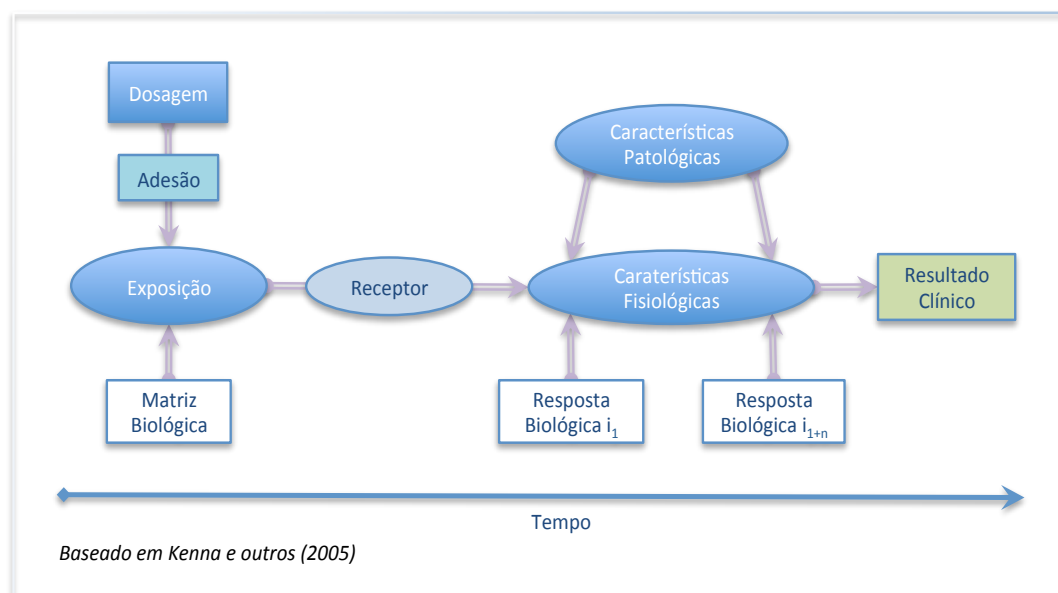 Dosagem
Adesão
Exposição
Matriz
Biológica
Receptor
Características
Patológicas
Caraterísticas
Fisiológicas
Resposta
Biológica i1
Resposta
Biológica i1+n
Resultado
Clínico
Tempo
Baseado em Kenna e outros (2005)